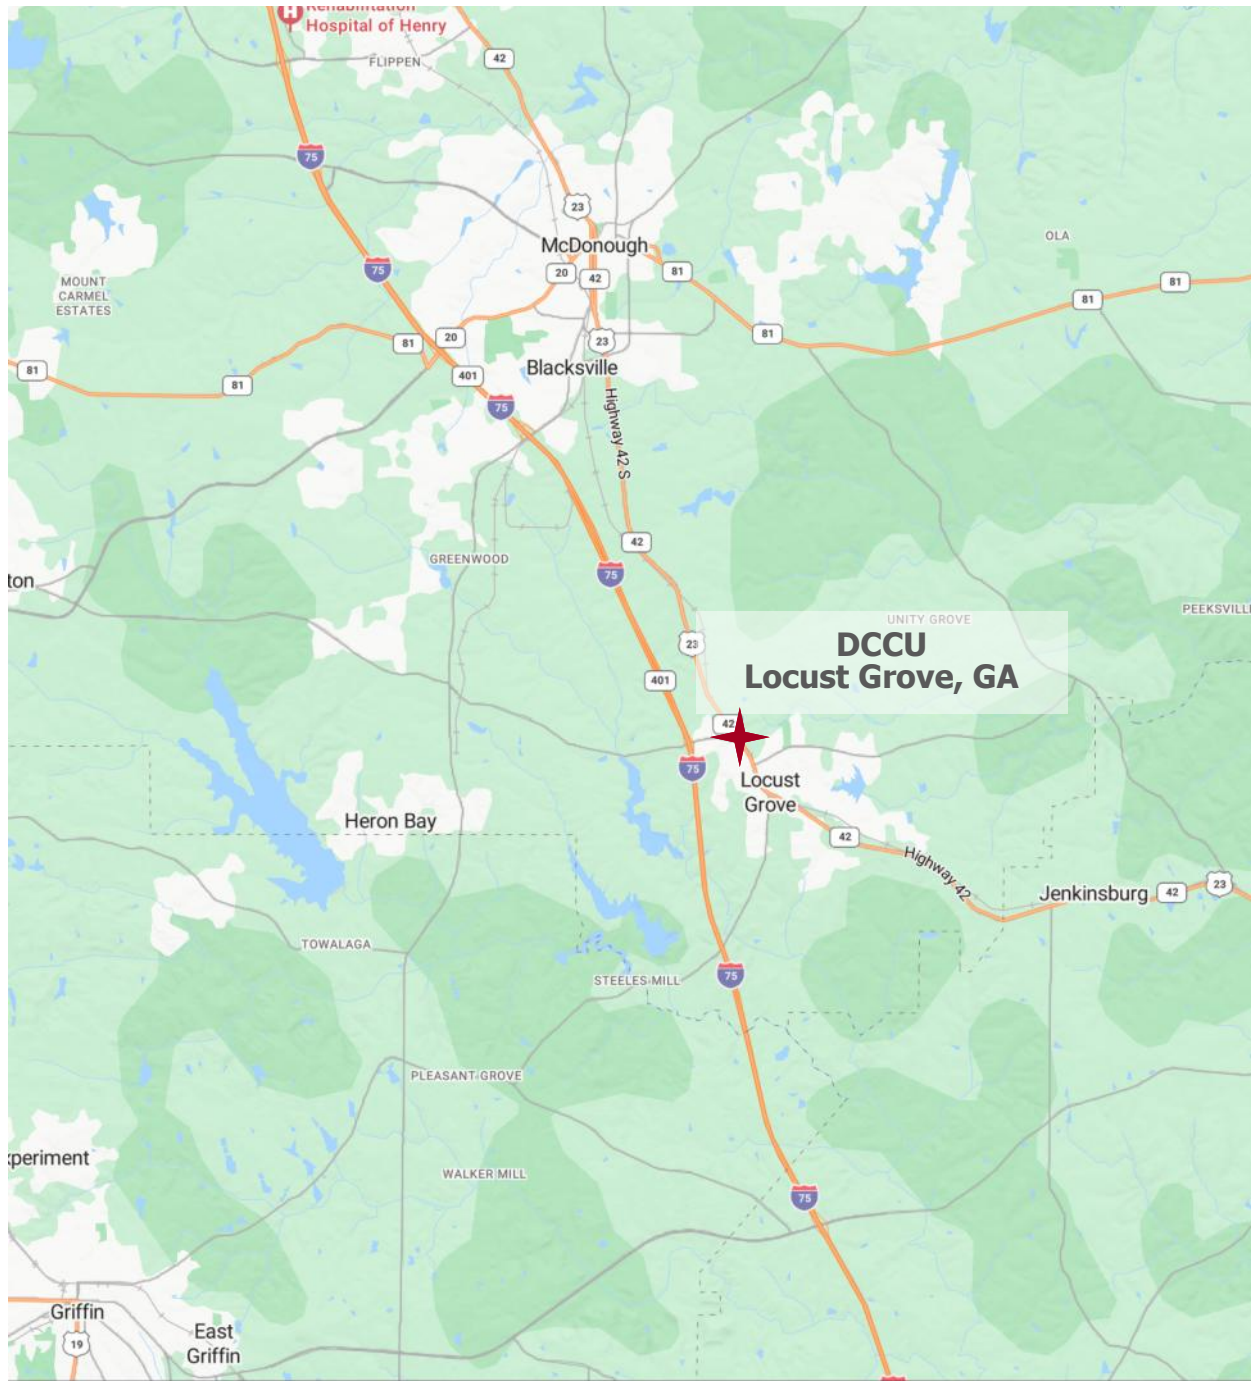 Rehabilitation
Hospital of Henry
H
FLIPPEN
42
75
23
McDonough
OLA
75
20
42
81
81
81
MOUNT
CARMEL
ESTATES
81
20
23
81
81
81
401
Blacksville
75
Highway 42 S
42
GREENWOOD
75
ton
PEEKSVILLE
UNITY GROVE
DCCU
Locust Grove, GA
23
401
42
75
Locust
Grove
Heron Bay
42
Highway 42
Jenkinsburg
42
23
TOWALAGA
STEELES MILL
75
PLEASANT GROVE
xperiment
WALKER MILL
75
Griffin
19
East
Griffin